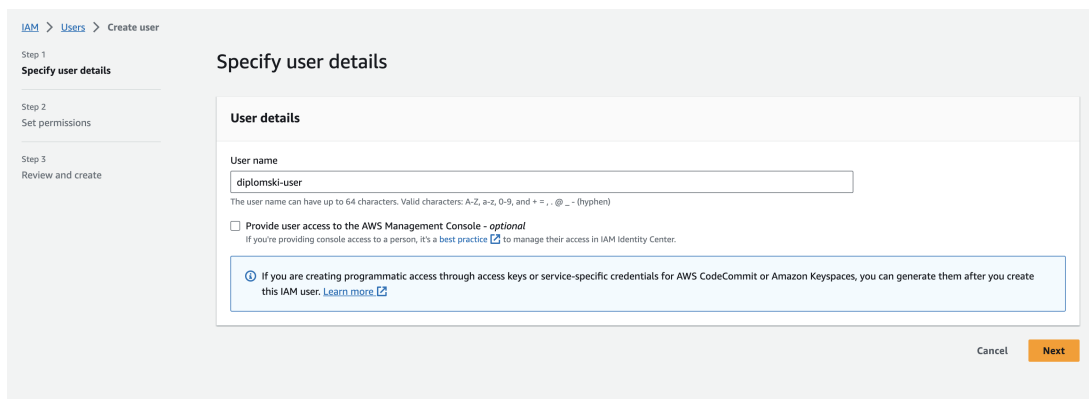 IAM > Users > Create user
Step 1
Specify user details
Step 2
Set permissions
Step 3
Review and create
Specify user details
User details
User name
diplomski-user
The user name can have up to 64 characters. Valid characters: A-Z, a-z, 0-9, and + = , . @ _ - (hyphen)
Provide user access to the AWS Management Console - optional
If you're providing console access to a person, it's a best practice to manage their access in IAM Identity Center.
If you are creating programmatic access through access keys or service-specific credentials for AWS CodeCommit or Amazon Keyspaces, you can generate them after you create
this IAM user. Learn more
Cancel
Next